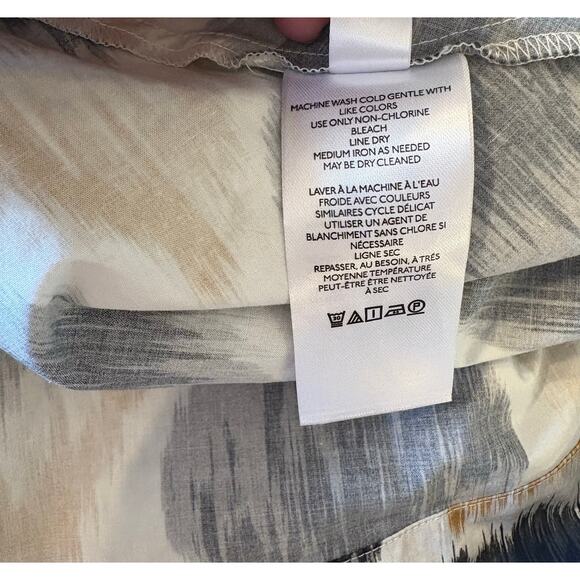 MACHINE WASH COLD GENTLE WITH
LIKE COLORS
USE ONLY NON-CHLORINE
BLEACH
LINE DRY
MEDIUM IRON AS NEEDED
MAY BE DRY CLEANED
LAVER À LA MACHINE À L'EAU
FROIDE AVEC COULEURS
SIMILAIRES CYCLE DÉLICAT
UTILISER UN AGENT DE
BLANCHIMENT SANS CHLORE SI
NÉCESSAIRE
LIGNE SEC
REPASSER, AU BESOIN, À TRÉS
MOYENNE TEMPÉRATURE
PEUT-ÊTRE ÊTRE NETTOYÉE
À SEC
30
P